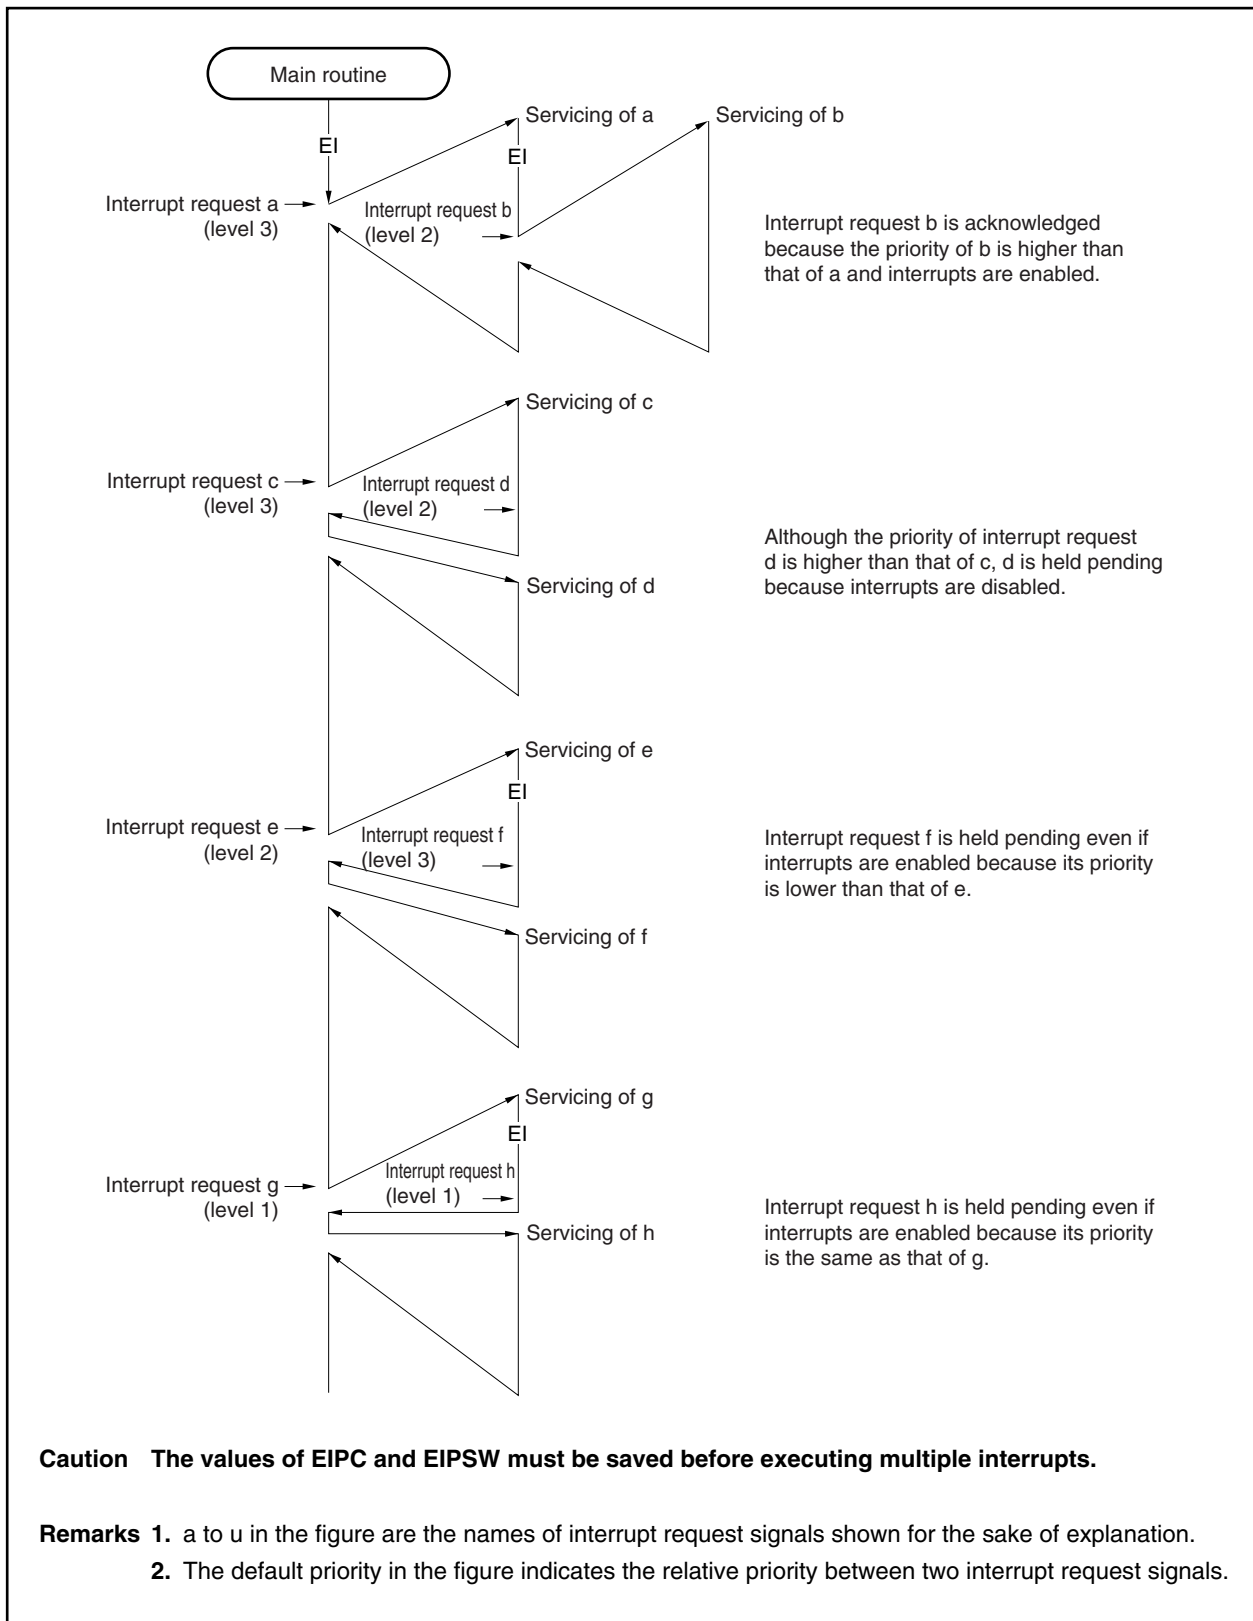 Main routine
EI
Servicing of a
Servicing of b
EI
Interrupt request a
(level 3)
Interrupt request b
(level 2)
Interrupt request b is acknowledged
because the priority of b is higher than
that of a and interrupts are enabled.
Servicing of c
Interrupt request c
(level 3)
Interrupt request d
(level 2)
Although the priority of interrupt request
d is higher than that of c, d is held pending
because interrupts are disabled.
Servicing of d
Servicing of e
EI
Interrupt request e
(level 2)
Interrupt request f
(level 3)
Interrupt request f is held pending even if
interrupts are enabled because its priority
is lower than that of e.
Servicing of f
Servicing of g
EI
Interrupt request g
(level 1)
Interrupt request h
(level 1)
Interrupt request h is held pending even if
interrupts are enabled because its priority
is the same as that of g.
Servicing of h
Caution The values of EIPC and EIPSW must be saved before executing multiple interrupts.
Remarks 1. a to u in the figure are the names of interrupt request signals shown for the sake of explanation.
2. The default priority in the figure indicates the relative priority between two interrupt request signals.